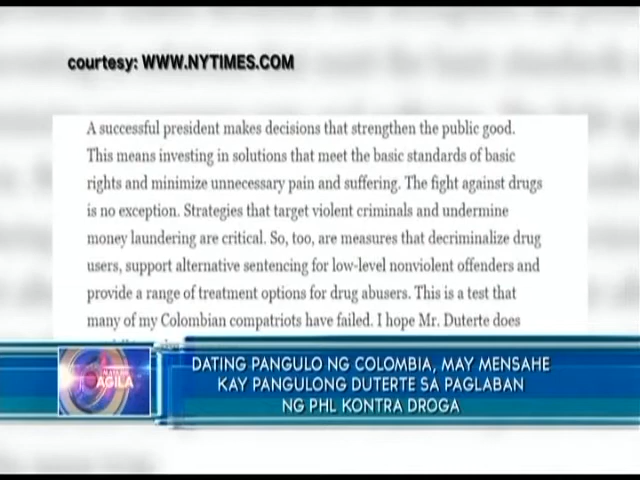 courtesy: WWW.NYTIMES.COM
A successful president makes decisions that strengthen the public good.
This means investing in solutions that meet the basic standards of basic
rights and minimize unnecessary pain and suffering. The fight against drugs
is no exception. Strategies that target violent criminals and undermine
money laundering are critical. So, too, are measures that decriminalize drug
users, support alternative sentencing for low-level nonviolent offenders and
provide a range of treatment options for drug abusers. This is a test that
many of my Colombian compatriots have failed. I hope Mr. Duterte does
AGILA
DATING PANGULO NG COLOMBIA, MAY MENSAHE
KAY PANGULONG DUTERTE SA PAGLABAN
NG PHL KONTRA DROGA